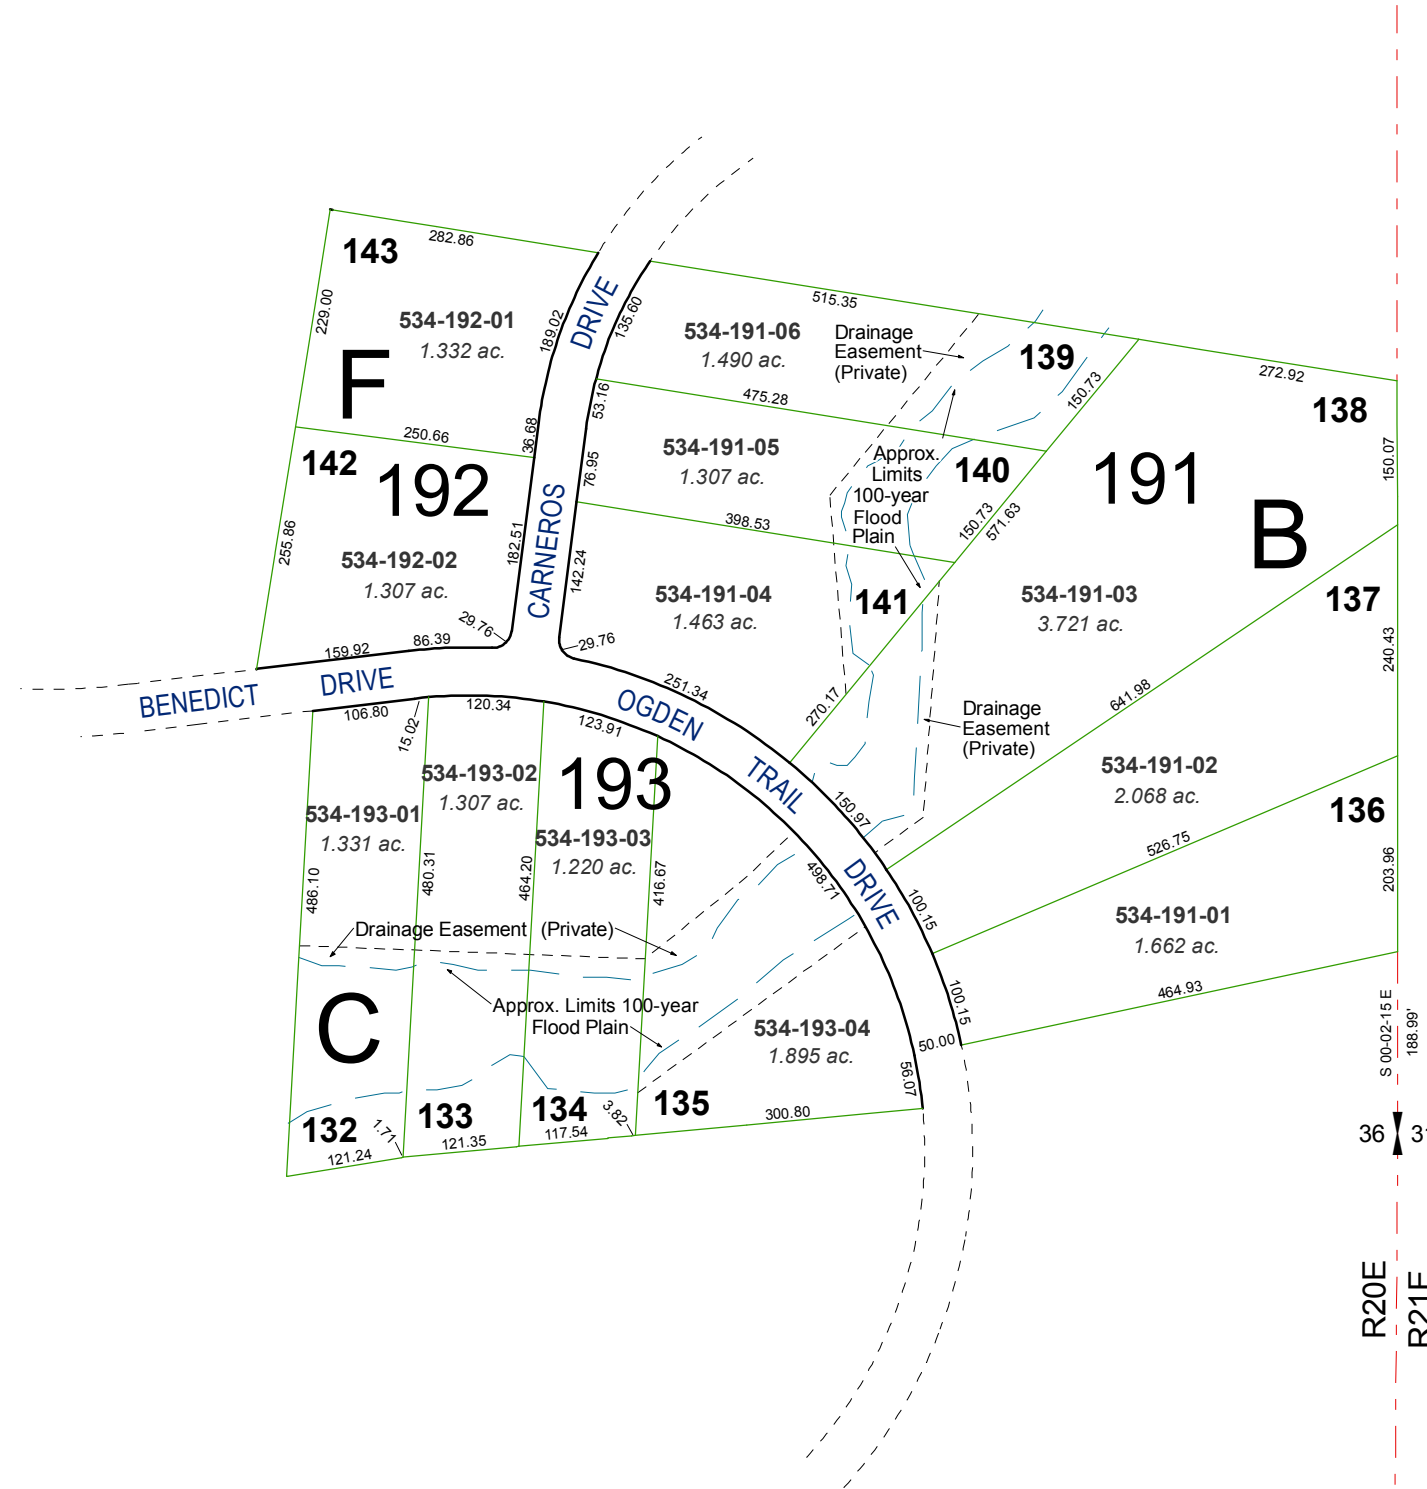 143
282.86
229.00
534-192-01
1.332 ac.
F
189.02
DRIVE
135.60
250.66
36.68
142
192
255.86
534-192-02
1.307 ac.
182.51
CARNEROS
29.76
159.92
86.39
515.35
534-191-06
1.490 ac.
Drainage
Easement
(Private)
139
53.16
475.28
150.73
272.92
138
150.07
534-191-05
1.307 ac.
76.95
Approx.
Limits
100-year
Flood
Plain
140
191
B
398.53
150.73
571.63
142.24
534-191-04
1.463 ac.
141
534-191-03
3.721 ac.
137
240.43
29.76
251.34
270.17
641.98
Drainage
Easement
(Private)
BENEDICT
DRIVE
OGDEN
TRAIL
DRIVE
106.80
15.02
120.34
123.91
150.97
534-191-02
2.068 ac.
136
526.75
203.96
534-193-01
1.331 ac.
534-193-02
1.307 ac.
193
534-193-03
1.220 ac.
486.10
480.31
464.20
416.67
498.71
100.15
534-191-01
1.662 ac.
Drainage Easement (Private)
C
Approx. Limits 100-year
Flood Plain
534-193-04
1.895 ac.
50.00
100.15
464.93
56.07
132
1.71
133
134
3.82
135
121.24
121.35
117.54
300.80
S 00-02-15 E
188.99'
36
R20E